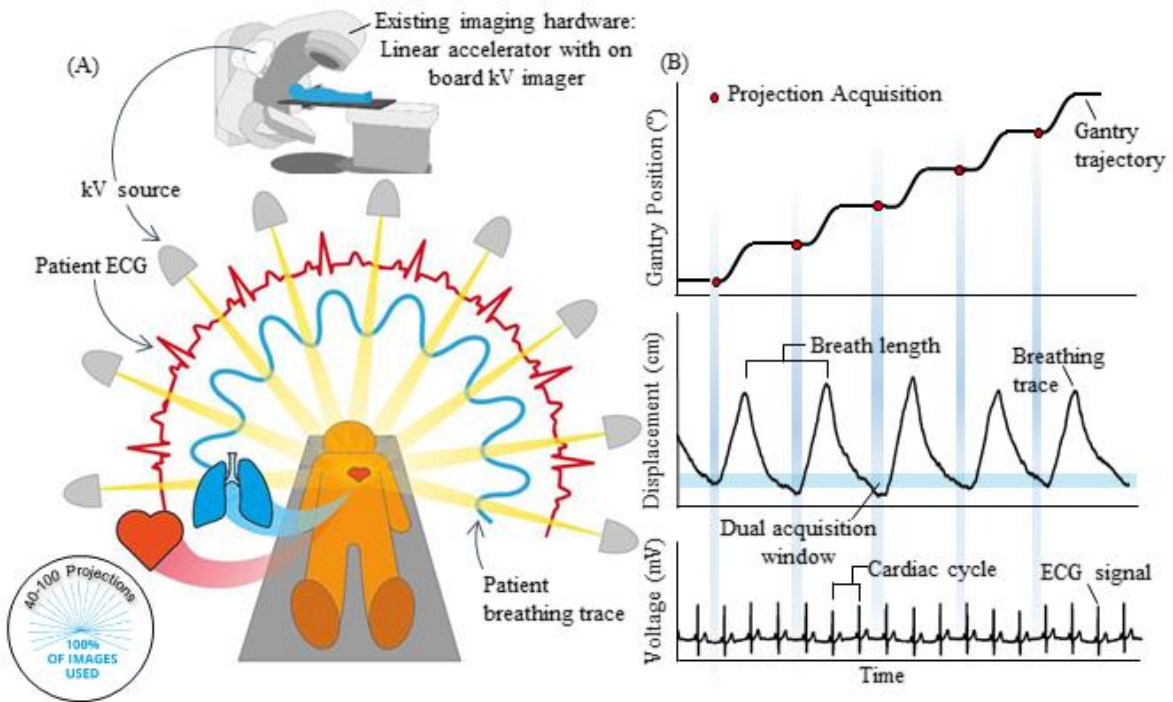 (A)
Existing imaging hardware:
Linear accelerator with on
board kV imager
kV source
Patient ECG
Patient
breathing trace
40-100 Projections
100%
OF IMAGES
USED
(B)
Projection Acquisition
Gantry
trajectory
Gantry Position (°)
Breath length
Breathing
trace
Displacement (cm)
Dual acquisition
window
Cardiac cycle
ECG signal
Voltage (mV)
Time